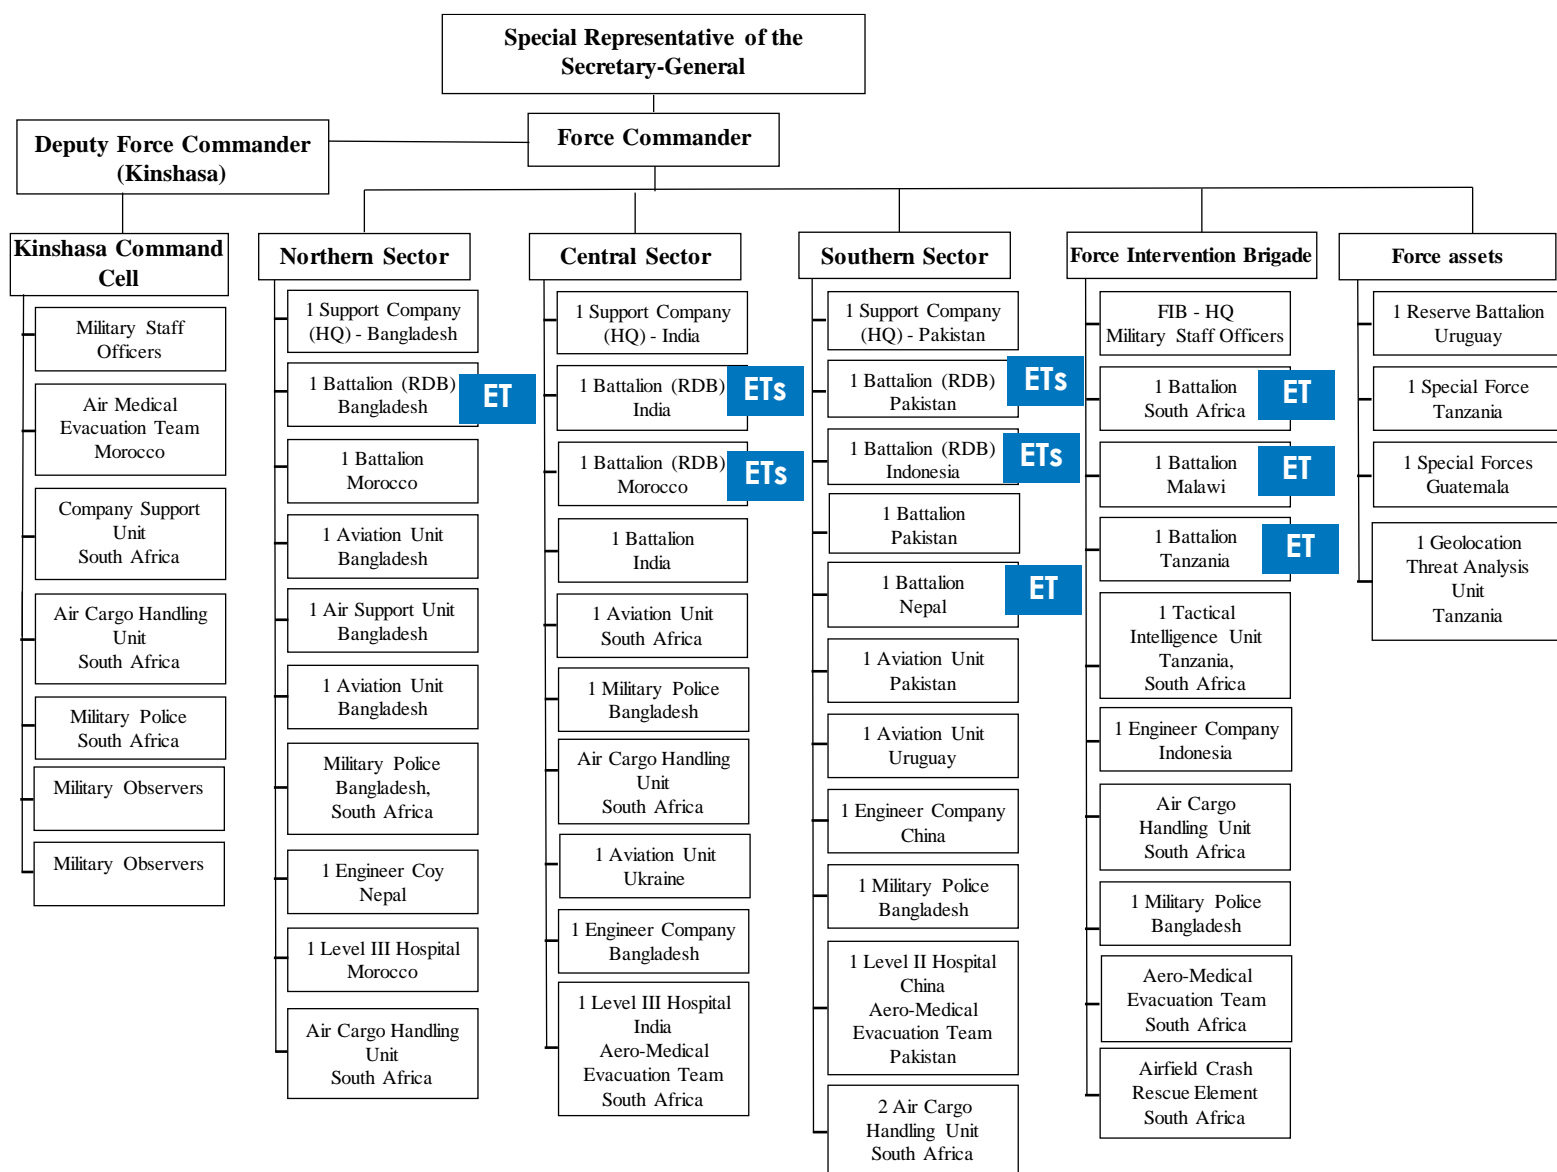 Special Representative of the
Secretary-General
Force Commander
Deputy Force Commander
(Kinshasa)
Kinshasa Command
Cell
Military Staff
Officers
Air Medical
Evacuation Team
Morocco
Company Support
Unit
South Africa
Air Cargo Handling
Unit
South Africa
Military Police
South Africa
Military Observers
Military Observers
Northern Sector
1 Support Company
(HQ) - Bangladesh
1 Battalion (RDB)
Bangladesh
ET
1 Battalion
Morocco
1 Aviation Unit
Bangladesh
1 Air Support Unit
Bangladesh
1 Aviation Unit
Bangladesh
Military Police
Bangladesh,
South Africa
1 Engineer Coy
Nepal
1 Level III Hospital
Morocco
Air Cargo Handling
Unit
South Africa
Central Sector
1 Support Company
(HQ) - India
1 Battalion (RDB)
India
ETs
1 Battalion (RDB)
Morocco
ETs
1 Battalion
India
1 Aviation Unit
South Africa
1 Military Police
Bangladesh
Air Cargo Handling
Unit
South Africa
1 Aviation Unit
Ukraine
1 Engineer Company
Bangladesh
1 Level III Hospital
India
Aero-Medical
Evacuation Team
South Africa
Southern Sector
1 Support Company
(HQ) - Pakistan
1 Battalion (RDB)
Pakistan
ETs
1 Battalion (RDB)
Indonesia
ETs
1 Battalion
Pakistan
1 Battalion
Nepal
ET
1 Aviation Unit
Pakistan
1 Aviation Unit
Uruguay
1 Engineer Company
China
1 Military Police
Bangladesh
1 Level II Hospital
China
Aero-Medical
Evacuation Team
Pakistan
2 Air Cargo
Handling Unit
South Africa
Force Intervention Brigade
FIB - HQ
Military Staff Officers
1 Battalion
South Africa
ET
1 Battalion
Malawi
ET
1 Battalion
Tanzania
ET
1 Tactical
Intelligence Unit
Tanzania,
South Africa
1 Engineer Company
Indonesia
Air Cargo
Handling Unit
South Africa
1 Military Police
Bangladesh
Aero-Medical
Evacuation Team
South Africa
Airfield Crash
Rescue Element
South Africa
Force assets
1 Reserve Battalion
Uruguay
1 Special Force
Tanzania
1 Special Forces
Guatemala
1 Geolocation
Threat Analysis
Unit
Tanzania